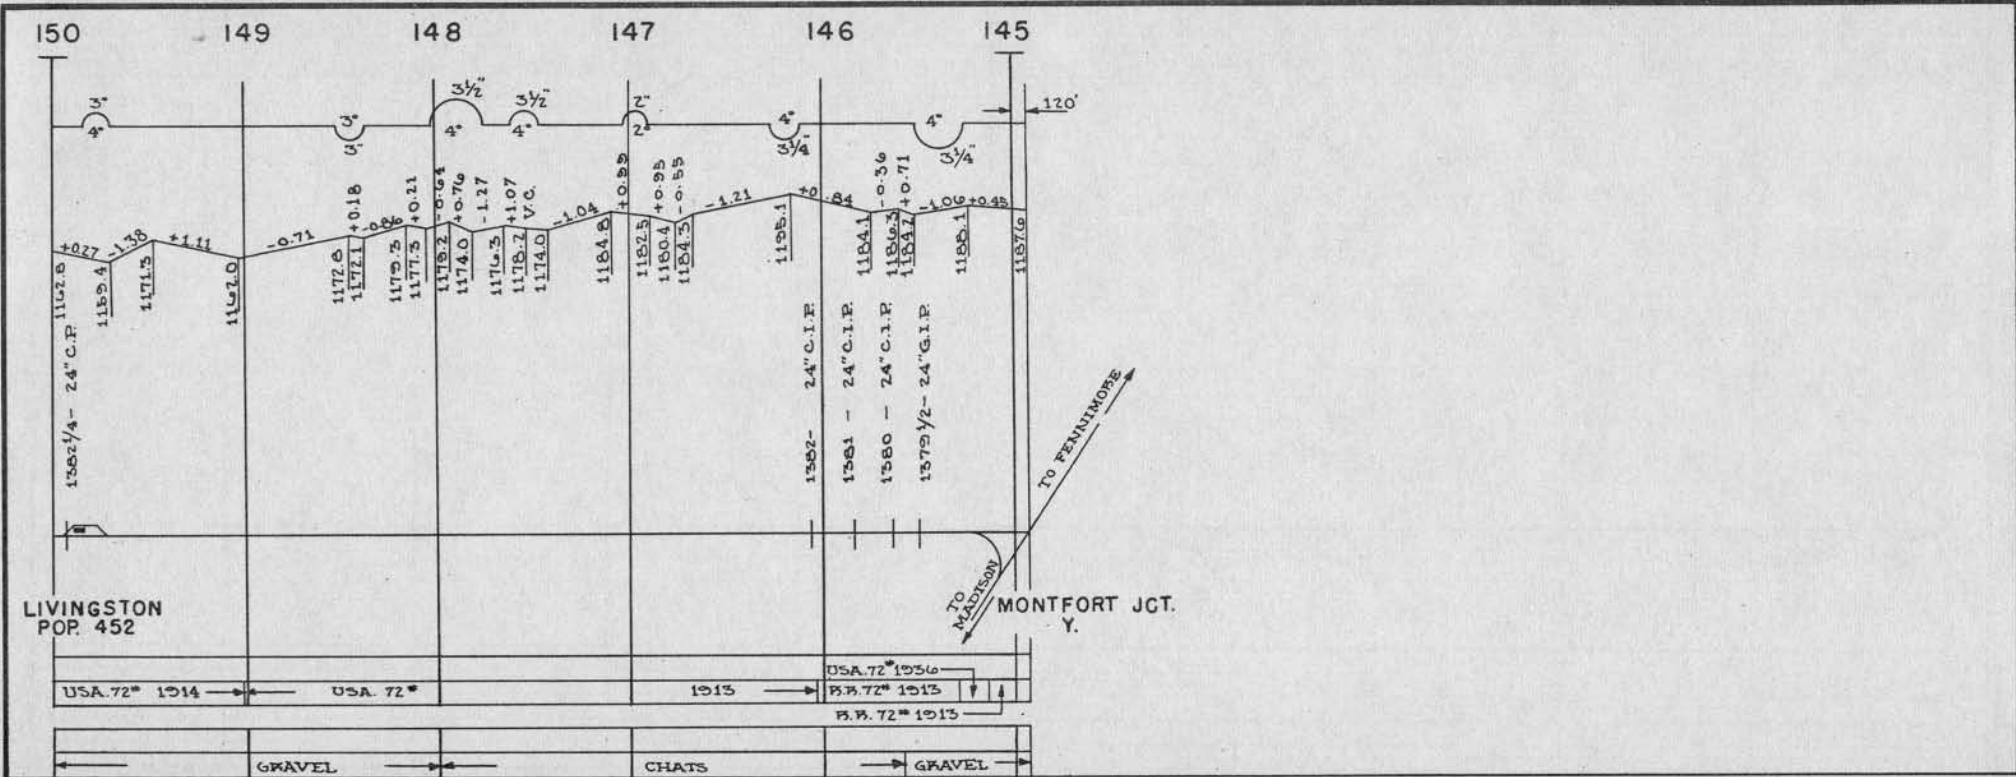 150 149 148 147 146 145
3° 3½" 3½" 2" 4° 4° 120'
4° 3° 4° 4° 2° 3¼" 3¼"
3"
+0.27 -1.38 +1.11 -0.71 +0.18 -0.86 +0.21 -0.64 +0.76 -1.27 +1.07 V.C. -1.04 +0.99 +0.95 -0.55 -1.21 +0.84 -0.36 +0.71 -1.06 +0.45
1162.8 1159.4 1171.3 1162.0 1172.8 1172.1 1179.3 1177.3 1179.2 1174.0 1176.3 1178.2 1174.0 1184.8 1182.5 1180.4 1184.3 1195.1 1184.1 1186.3 1184.2 1188.1 1187.6
1382¼- 24" C.P.
1382- 24" C.I.P.
1381 - 24" C.I.P.
1380 - 24" C.I.P.
1379½- 24" G.I.P.
TO FENNIMORE
TO
MADISON
LIVINGSTON
POP. 452
MONTFORT JCT.
Y.
USA. 72# 1936
USA. 72# 1914 USA. 72# 1913 R.R. 72# 1913
R.R. 72# 1913
GRAVEL CHATS GRAVEL